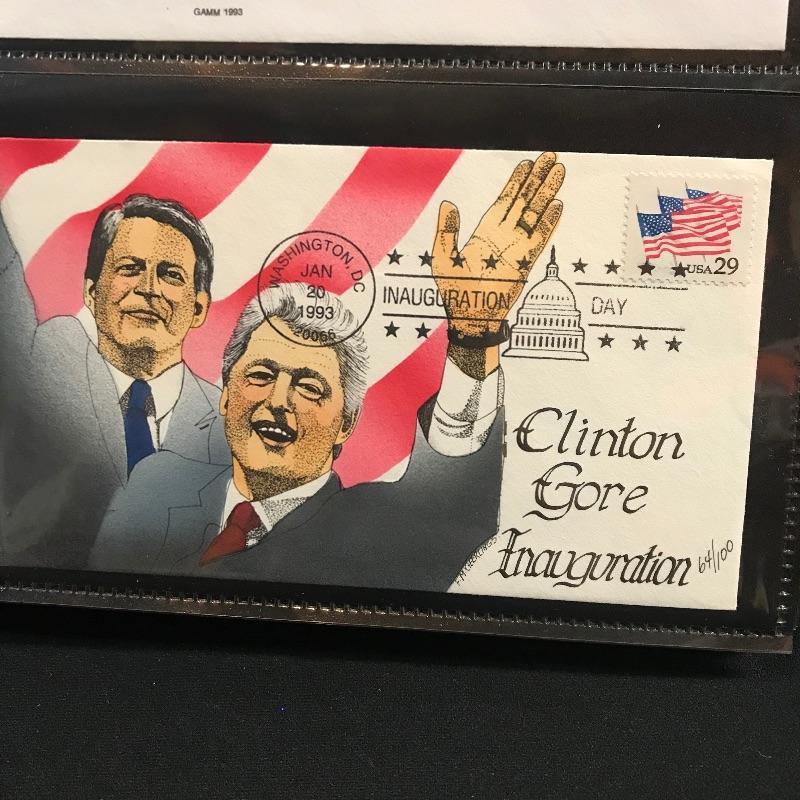 GAMM 1993
WASHINGTON, DC
JAN
20
1993
20066
INAUGURATION DAY
USA 29
Clinton
Gore
Inauguration
64/100